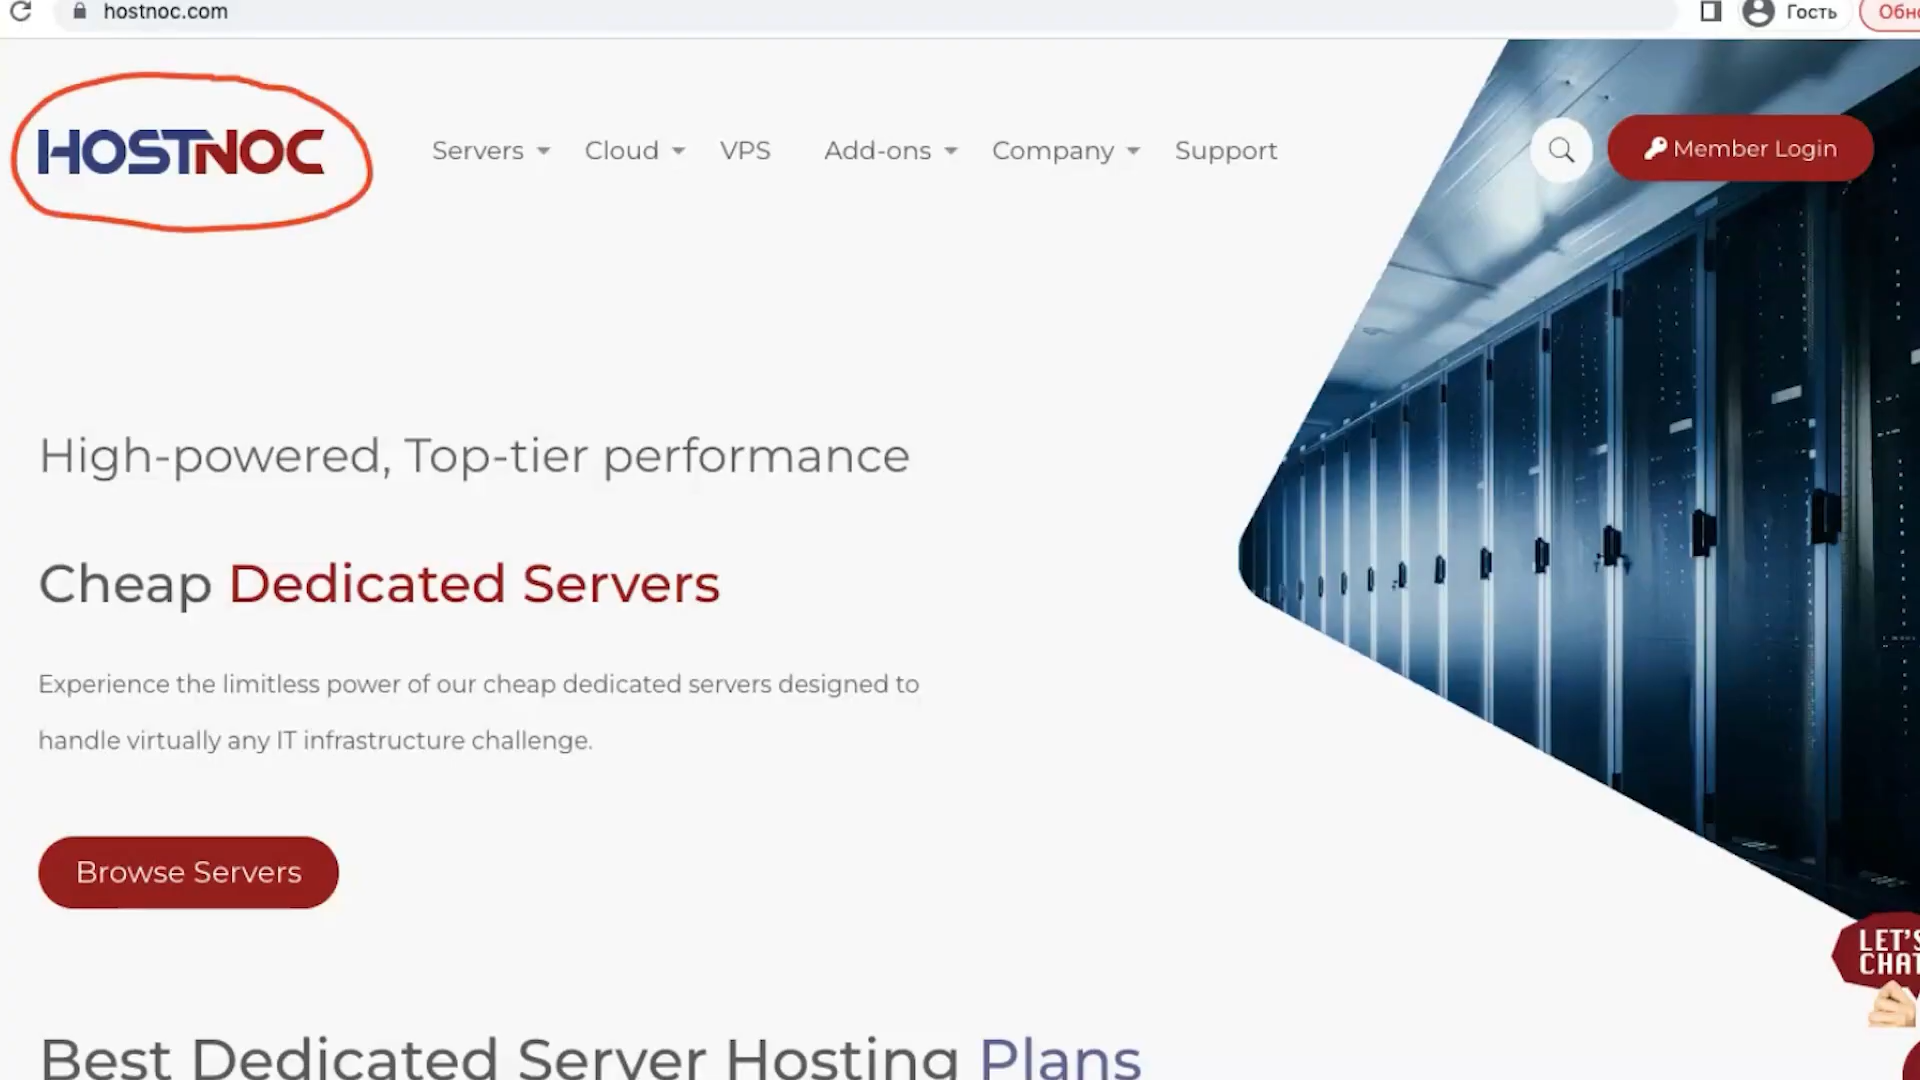 hostnoc.com
Гость
HOSTNOC
Servers
Cloud
VPS
Add-ons
Company
Support
Member Login
High-powered, Top-tier performance
Cheap Dedicated Servers
Experience the limitless power of our cheap dedicated servers designed to
handle virtually any IT infrastructure challenge.
Browse Servers
LET'S
CHAT
Best Dedicated Server Hosting Plans